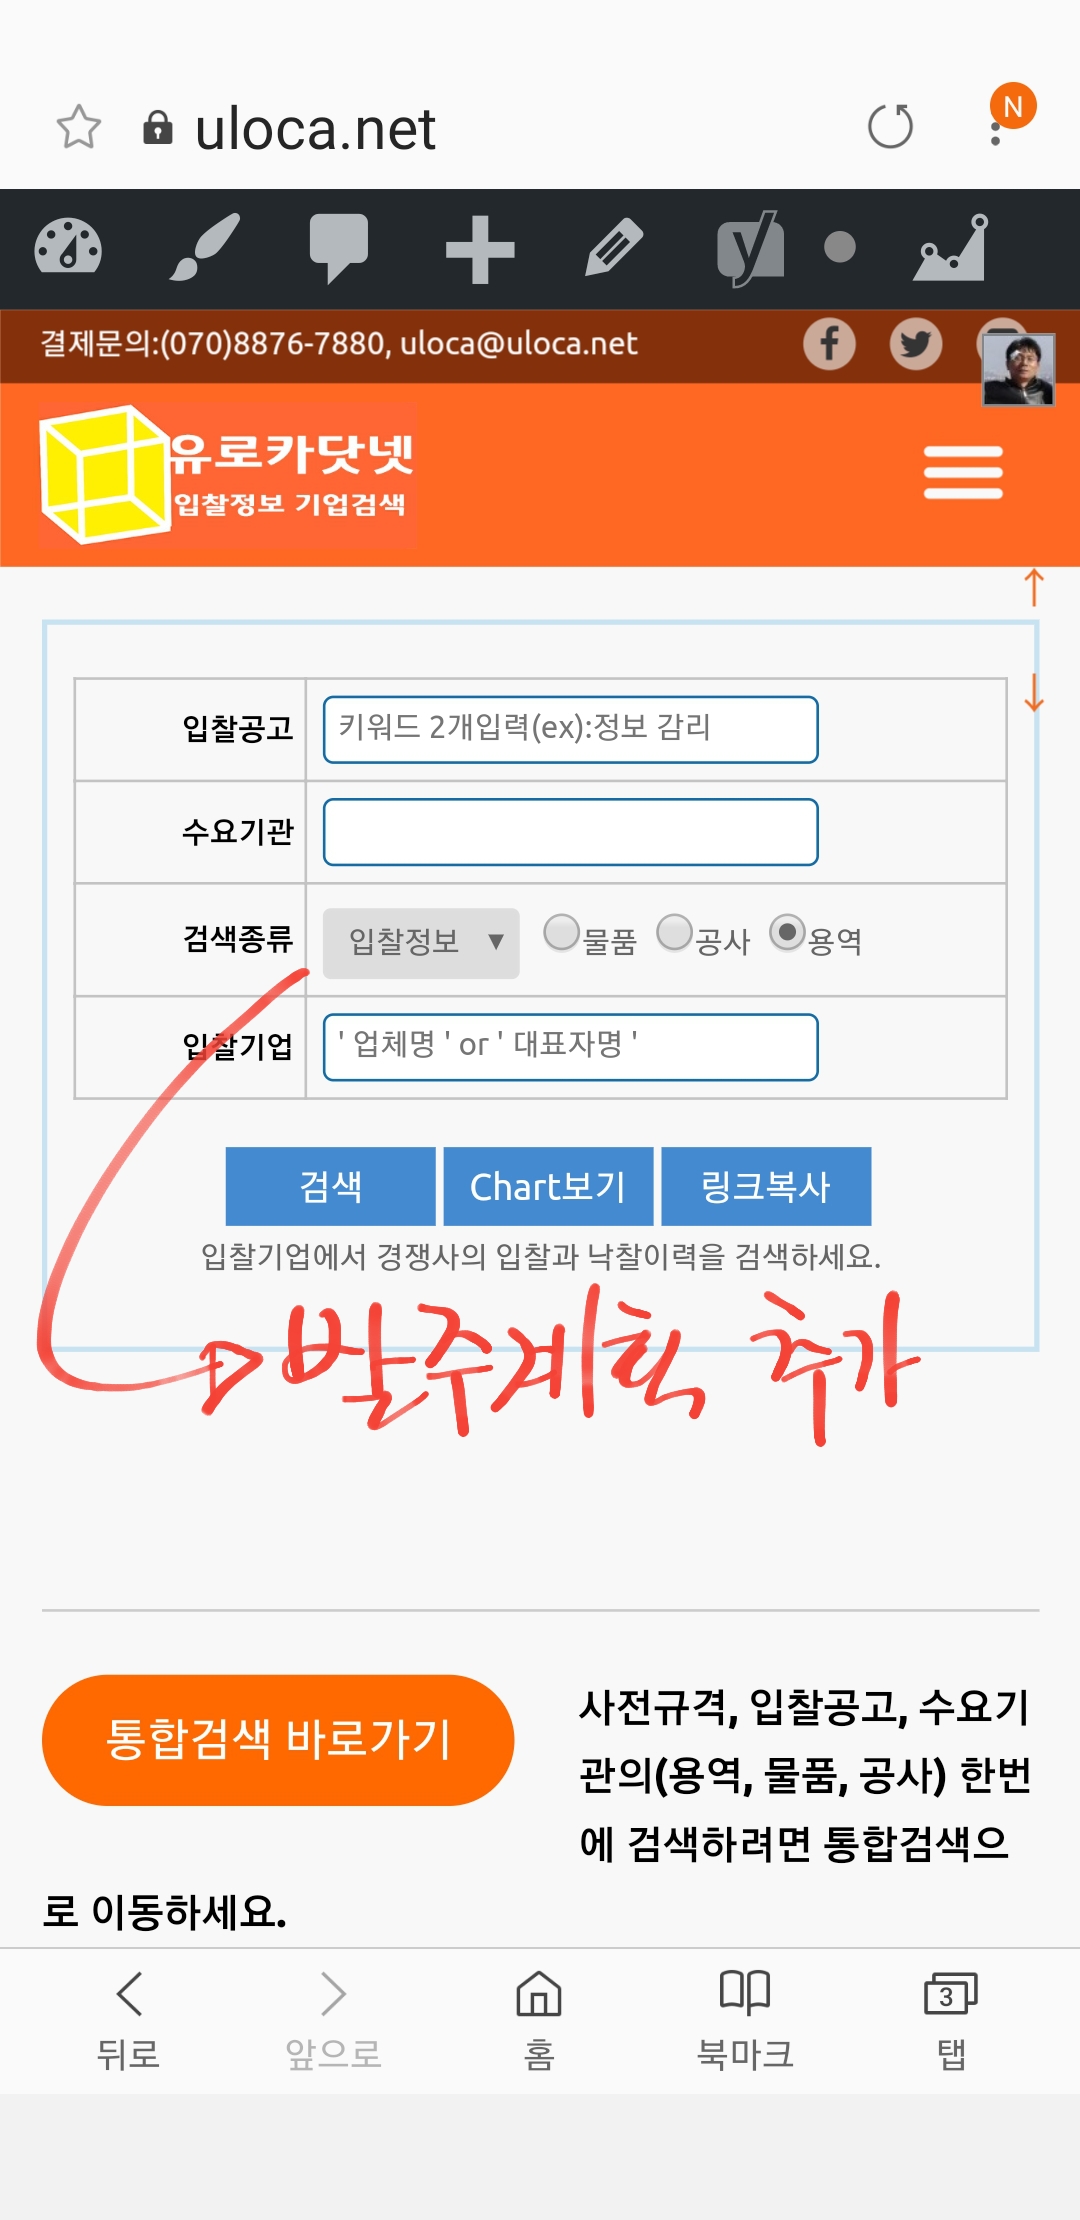 uloca.net
N
결제문의:(070)8876-7880, uloca@uloca.net
유로카닷넷
입찰정보 기업검색
↑
↓
입찰공고 키워드 2개입력(ex):정보 감리
수요기관
검색종류 입찰정보 ▼ 물품 공사 용역
입찰기업 ' 업체명 ' or ' 대표자명 '
검색 Chart보기 링크복사
입찰기업에서 경쟁사의 입찰과 낙찰이력을 검색하세요.
발주계획 추가
통합검색 바로가기
사전규격, 입찰공고, 수요기
관의(용역, 물품, 공사) 한번
에 검색하려면 통합검색으
로 이동하세요.
3
뒤로 앞으로 홈 북마크 탭